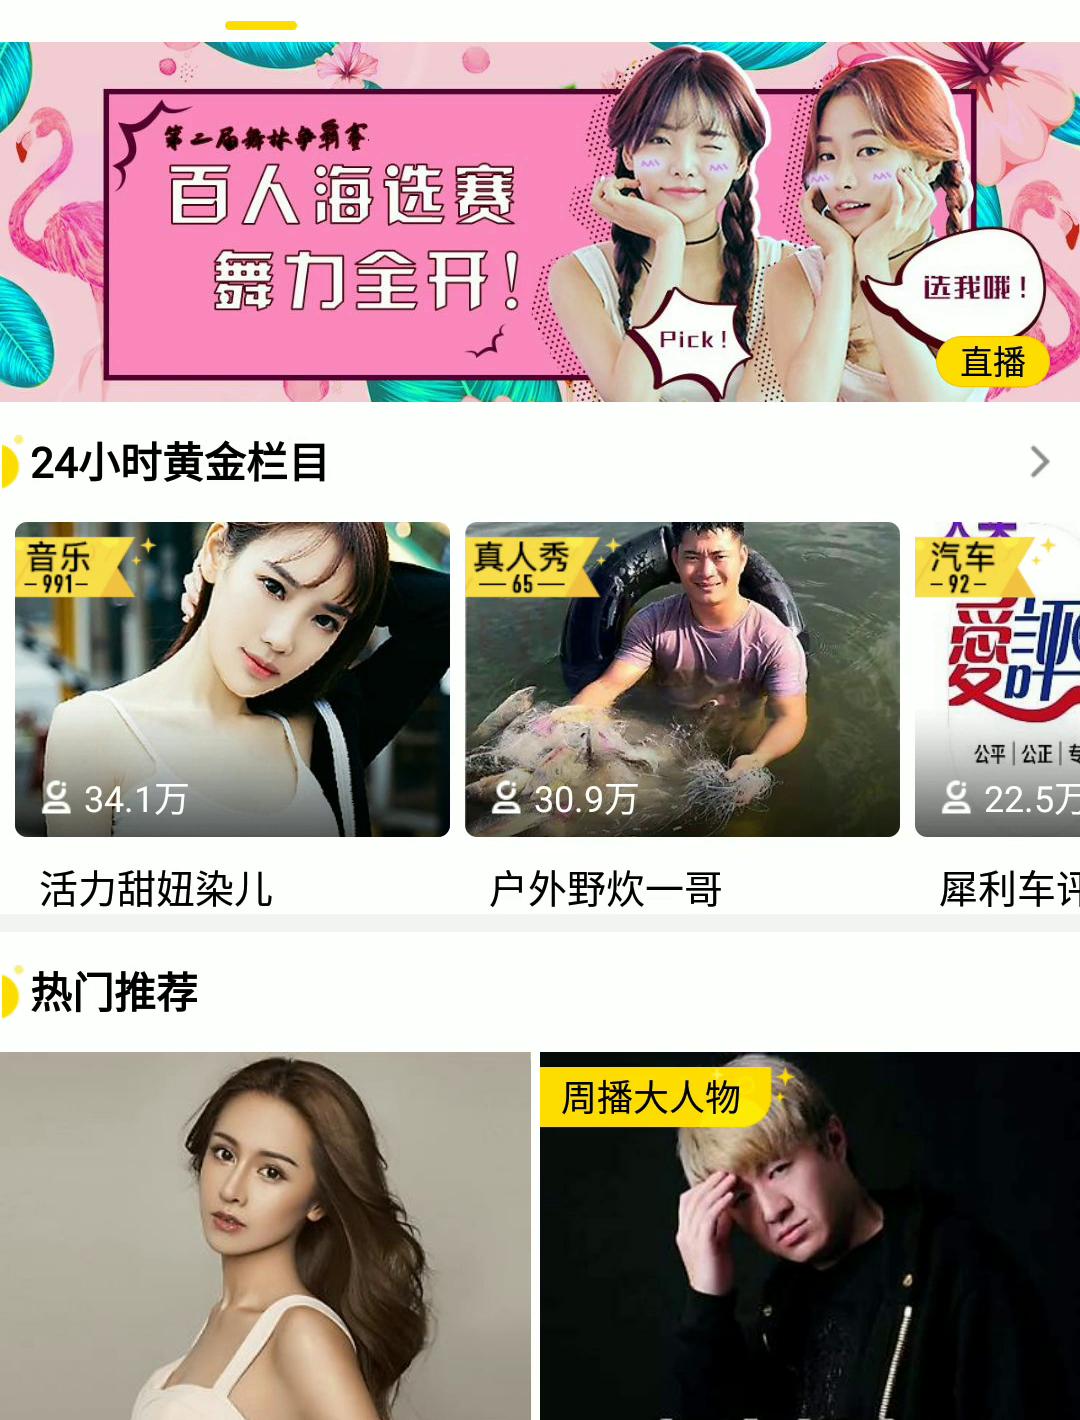 第二届舞林争霸赛
百人海选赛
舞力全开!
Pick!
选我哦!
直播
24小时黄金栏目
音乐
991
真人秀
65
汽车
92
爱评
公平|公正|专
34.1万
30.9万
22.5万
活力甜妞染儿
户外野炊一哥
犀利车评
热门推荐
周播大人物